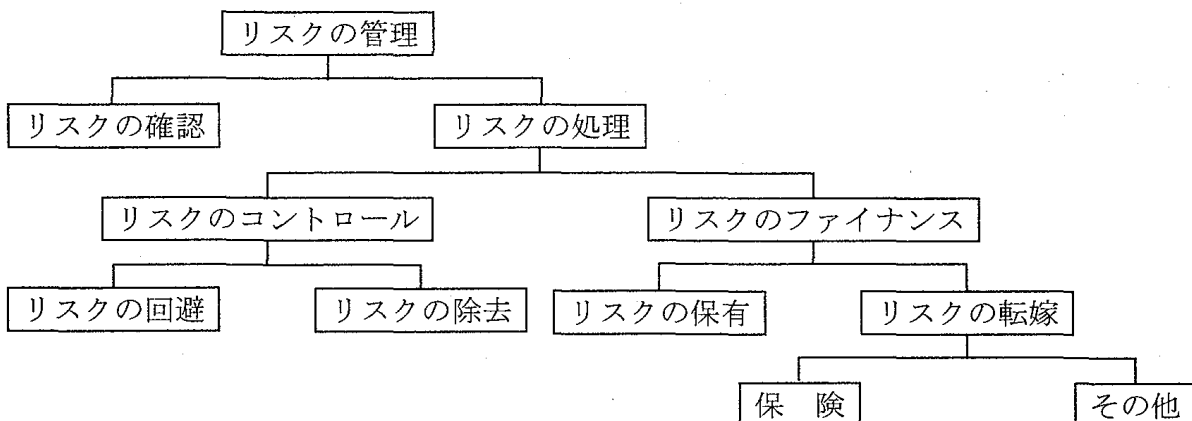 リスクの管理
リスクの確認
リスクの処理
リスクのコントロール
リスクのファイナンス
リスクの回避
リスクの除去
リスクの保有
リスクの転嫁
保 険
その他